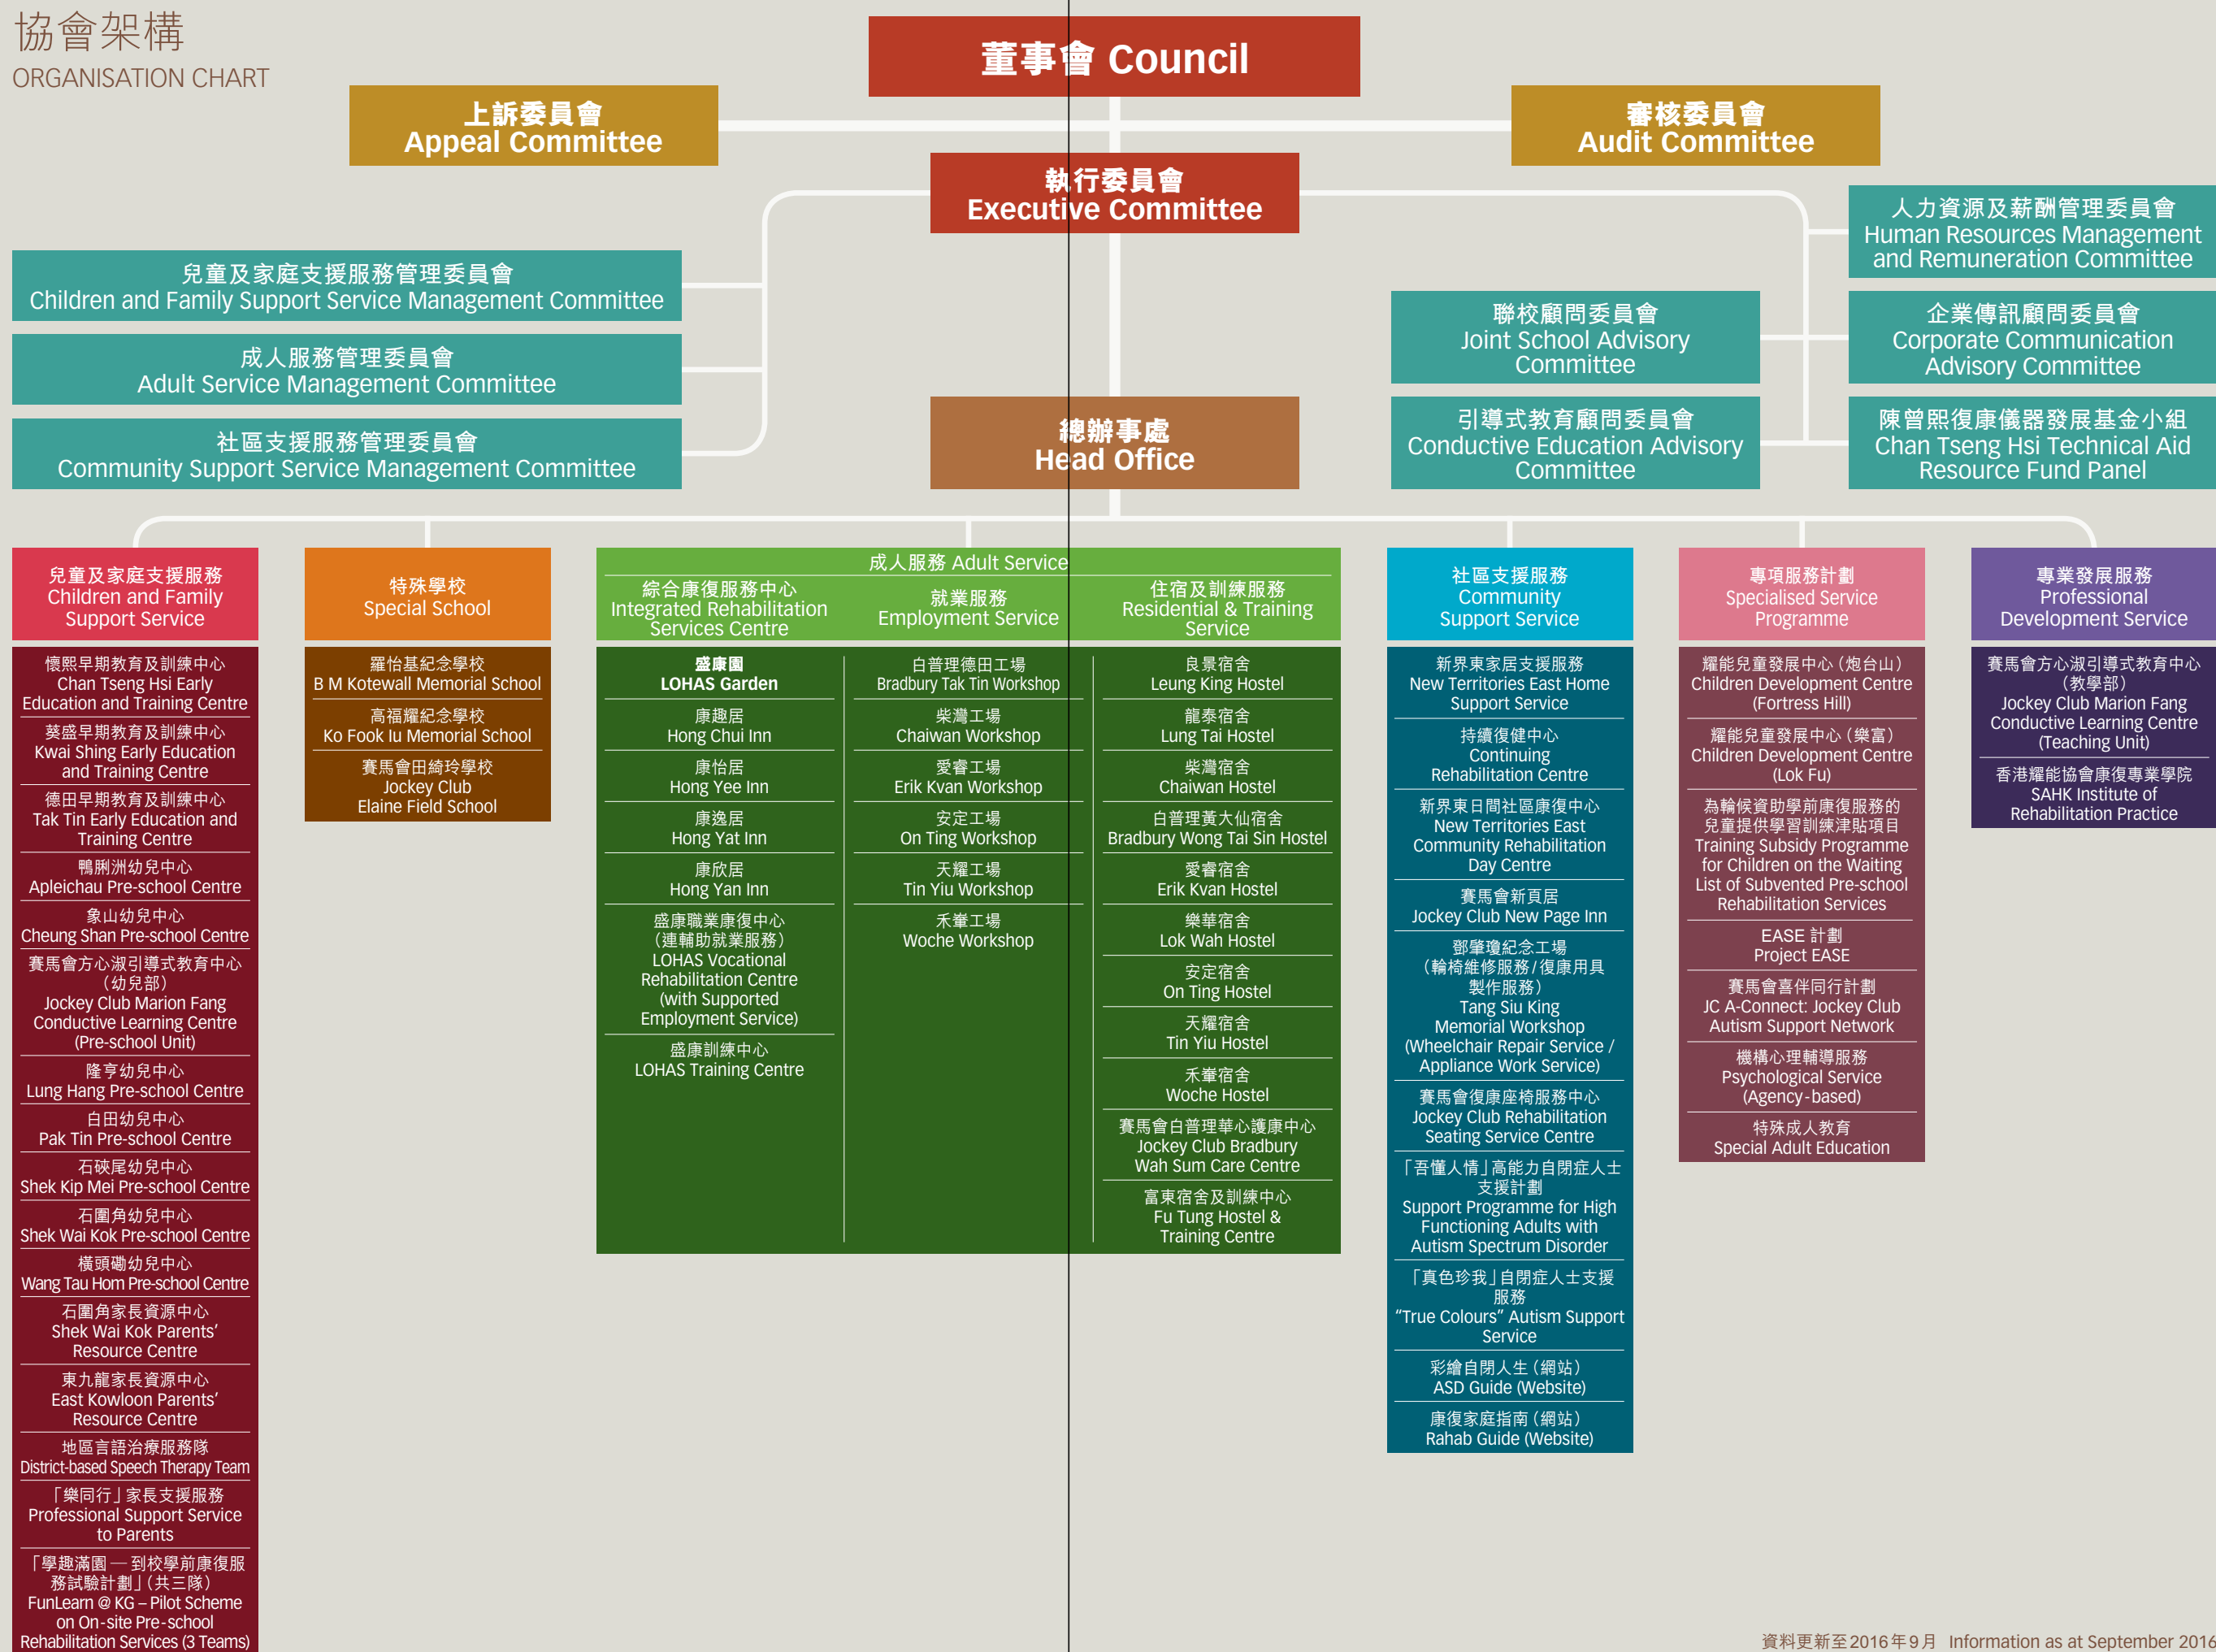 協會架構
ORGANISATION CHART
董事會 Council
上訴委員會
Appeal Committee
審核委員會
Audit Committee
執行委員會
Executive Committee
兒童及家庭支援服務管理委員會
Children and Family Support Service Management Committee
成人服務管理委員會
Adult Service Management Committee
社區支援服務管理委員會
Community Support Service Management Committee
人力資源及薪酬管理委員會
Human Resources Management
and Remuneration Committee
聯校顧問委員會
Joint School Advisory
Committee
企業傳訊顧問委員會
Corporate Communication
Advisory Committee
引導式教育顧問委員會
Conductive Education Advisory
Committee
陳曾熙復康儀器發展基金小組
Chan Tseng Hsi Technical Aid
Resource Fund Panel
總辦事處
Head Office
兒童及家庭支援服務
Children and Family
Support Service
懷熙早期教育及訓練中心
Chan Tseng Hsi Early
Education and Training Centre
葵盛早期教育及訓練中心
Kwai Shing Early Education
and Training Centre
德田早期教育及訓練中心
Tak Tin Early Education and
Training Centre
鴨脷洲幼兒中心
Apleichau Pre-school Centre
象山幼兒中心
Cheung Shan Pre-school Centre
賽馬會方心淑引導式教育中心
（幼兒部）
Jockey Club Marion Fang
Conductive Learning Centre
(Pre-school Unit)
隆亨幼兒中心
Lung Hang Pre-school Centre
白田幼兒中心
Pak Tin Pre-school Centre
石硤尾幼兒中心
Shek Kip Mei Pre-school Centre
石圍角幼兒中心
Shek Wai Kok Pre-school Centre
橫頭磡幼兒中心
Wang Tau Hom Pre-school Centre
石圍角家長資源中心
Shek Wai Kok Parents’
Resource Centre
東九龍家長資源中心
East Kowloon Parents’
Resource Centre
地區言語治療服務隊
District-based Speech Therapy Team
「樂同行」家長支援服務
Professional Support Service
to Parents
「學趣滿園 — 到校學前康復服
務試驗計劃」（共三隊）
FunLearn @ KG – Pilot Scheme
on On-site Pre-school
Rehabilitation Services (3 Teams)
特殊學校
Special School
羅怡基紀念學校
B M Kotewall Memorial School
高福耀紀念學校
Ko Fook Iu Memorial School
賽馬會田綺玲學校
Jockey Club
Elaine Field School
成人服務 Adult Service
綜合康復服務中心
Integrated Rehabilitation
Services Centre
盛康園
LOHAS Garden
康趣居
Hong Chui Inn
康怡居
Hong Yee Inn
康逸居
Hong Yat Inn
康欣居
Hong Yan Inn
盛康職業康復中心
（連輔助就業服務）
LOHAS Vocational
Rehabilitation Centre
(with Supported
Employment Service)
盛康訓練中心
LOHAS Training Centre
就業服務
Employment Service
白普理德田工場
Bradbury Tak Tin Workshop
柴灣工場
Chaiwan Workshop
愛睿工場
Erik Kvan Workshop
安定工場
On Ting Workshop
天耀工場
Tin Yiu Workshop
禾輋工場
Woche Workshop
住宿及訓練服務
Residential & Training
Service
良景宿舍
Leung King Hostel
龍泰宿舍
Lung Tai Hostel
柴灣宿舍
Chaiwan Hostel
白普理黃大仙宿舍
Bradbury Wong Tai Sin Hostel
愛睿宿舍
Erik Kvan Hostel
樂華宿舍
Lok Wah Hostel
安定宿舍
On Ting Hostel
天耀宿舍
Tin Yiu Hostel
禾輋宿舍
Woche Hostel
賽馬會白普理華心護康中心
Jockey Club Bradbury
Wah Sum Care Centre
富東宿舍及訓練中心
Fu Tung Hostel &
Training Centre
社區支援服務
Community
Support Service
新界東家居支援服務
New Territories East Home
Support Service
持續復健中心
Continuing
Rehabilitation Centre
新界東日間社區康復中心
New Territories East
Community Rehabilitation
Day Centre
賽馬會新頁居
Jockey Club New Page Inn
鄧肇瓊紀念工場
（輪椅維修服務/復康用具
製作服務）
Tang Siu King
Memorial Workshop
(Wheelchair Repair Service /
Appliance Work Service)
賽馬會復康座椅服務中心
Jockey Club Rehabilitation
Seating Service Centre
「吾懂人情」高能力自閉症人士
支援計劃
Support Programme for High
Functioning Adults with
Autism Spectrum Disorder
「真色珍我」自閉症人士支援
服務
“True Colours” Autism Support
Service
彩繪自閉人生（網站）
ASD Guide (Website)
康復家庭指南（網站）
Rahab Guide (Website)
專項服務計劃
Specialised Service
Programme
耀能兒童發展中心（炮台山）
Children Development Centre
(Fortress Hill)
耀能兒童發展中心（樂富）
Children Development Centre
(Lok Fu)
為輪候資助學前康復服務的
兒童提供學習訓練津貼項目
Training Subsidy Programme
for Children on the Waiting
List of Subvented Pre-school
Rehabilitation Services
EASE 計劃
Project EASE
賽馬會喜伴同行計劃
JC A-Connect: Jockey Club
Autism Support Network
機構心理輔導服務
Psychological Service
(Agency-based)
特殊成人教育
Special Adult Education
專業發展服務
Professional
Development Service
賽馬會方心淑引導式教育中心
（教學部）
Jockey Club Marion Fang
Conductive Learning Centre
(Teaching Unit)
香港耀能協會康復專業學院
SAHK Institute of
Rehabilitation Practice
資料更新至2016年9月 Information as at September 2016